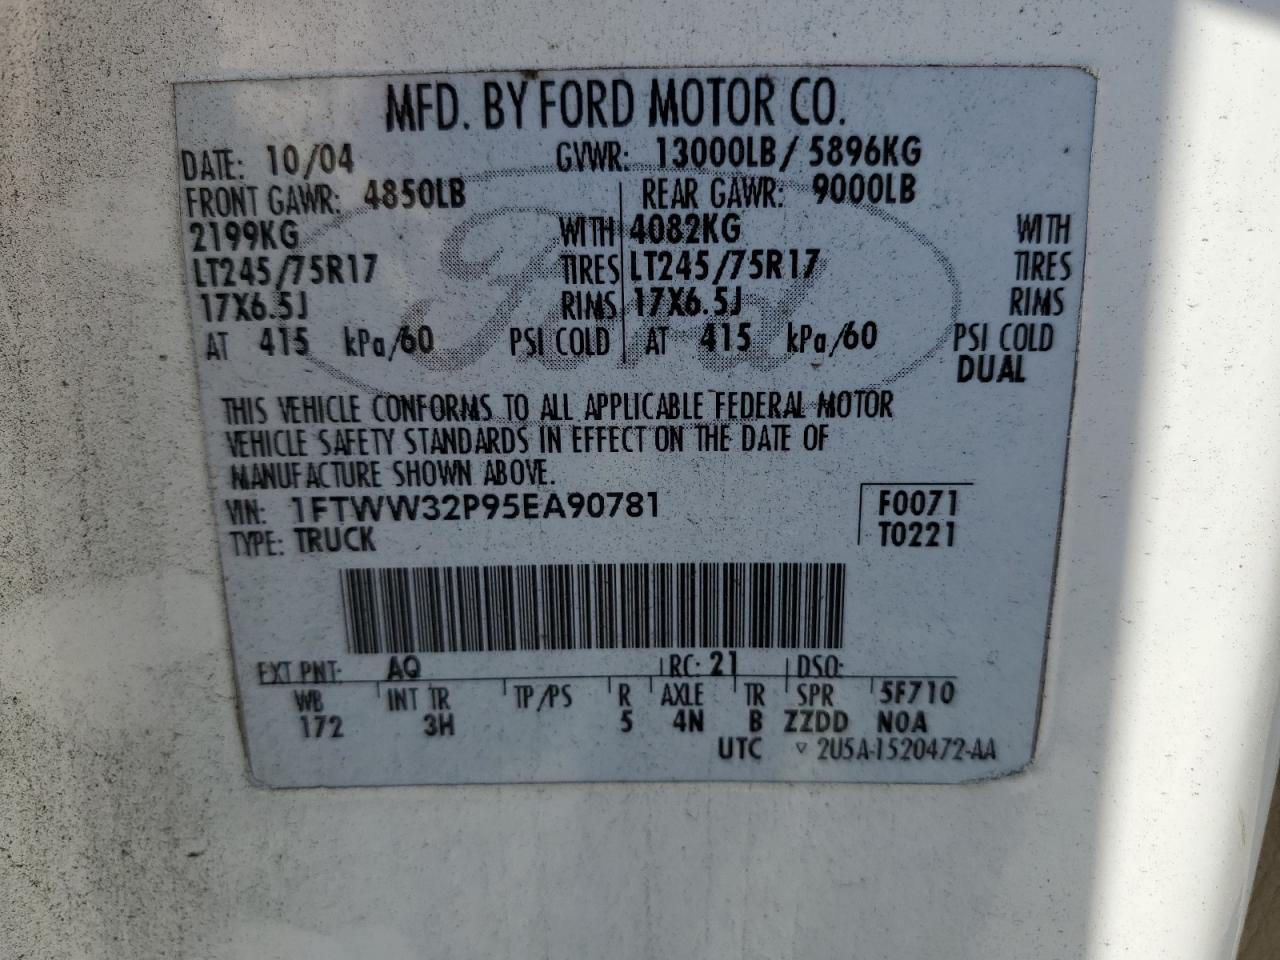 MFD. BY FORD MOTOR CO.
DATE: 10/04 GVWR: 13000LB / 5896KG
FRONT GAWR: 4850LB REAR GAWR: 9000LB
2199KG WITH 4082KG WITH
LT245/75R17 TIRES LT245/75R17 TIRES
17X6.5J RIMS 17X6.5J RIMS
AT 415 kPa/60 PSI COLD AT 415 kPa/60 PSI COLD
DUAL
Ford
THIS VEHICLE CONFORMS TO ALL APPLICABLE FEDERAL MOTOR
VEHICLE SAFETY STANDARDS IN EFFECT ON THE DATE OF
MANUFACTURE SHOWN ABOVE.
VIN: 1FTWW32P95EA90781 F0071
TYPE: TRUCK T0221
EXT PNT: AQ RC: 21 DSO:
WB INT TR TP/PS R AXLE TR SPR 5F710
172 3H 5 4N B ZZDD NOA
UTC ▽ 2U5A-1520472-AA